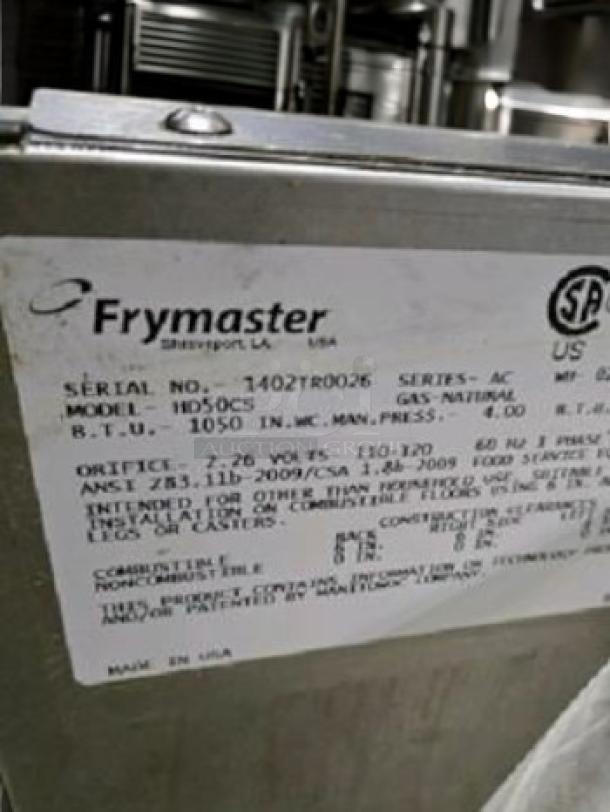 Frymaster
Shreveport, LA. USA
SA
US
SERIAL NO.- 1402TR0026 SERIES- AC
MODEL- HD50CS GAS-NATURAL
B.T.U.- 1050 IN.WC.MAN.PRESS.- 4.00 B.T.U.
ORIFICE- 2.26 VOLTS 110-120 60 HZ 1 PHASE
ANSI Z83.11b-2009/CSA 1.8b-2009 FOOD SERVICE
INTENDED FOR OTHER THAN HOUSEHOLD USE. SUITABLE
INSTALLATION ON COMBUSTIBLE FLOORS USING 6 IN.
LEGS OR CASTERS.
CONSTRUCTION CLEARANCES
BACK RIGHT SIDE
COMBUSTIBLE 6 IN. 6 IN.
NONCOMBUSTIBLE 0 IN. 0 IN.
THIS PRODUCT CONTAINS INFORMATION OR TECHNOLOGY
AND/OR PATENTED BY MANITOWOC COMPANY.
MADE IN USA
AUCTION GROUP